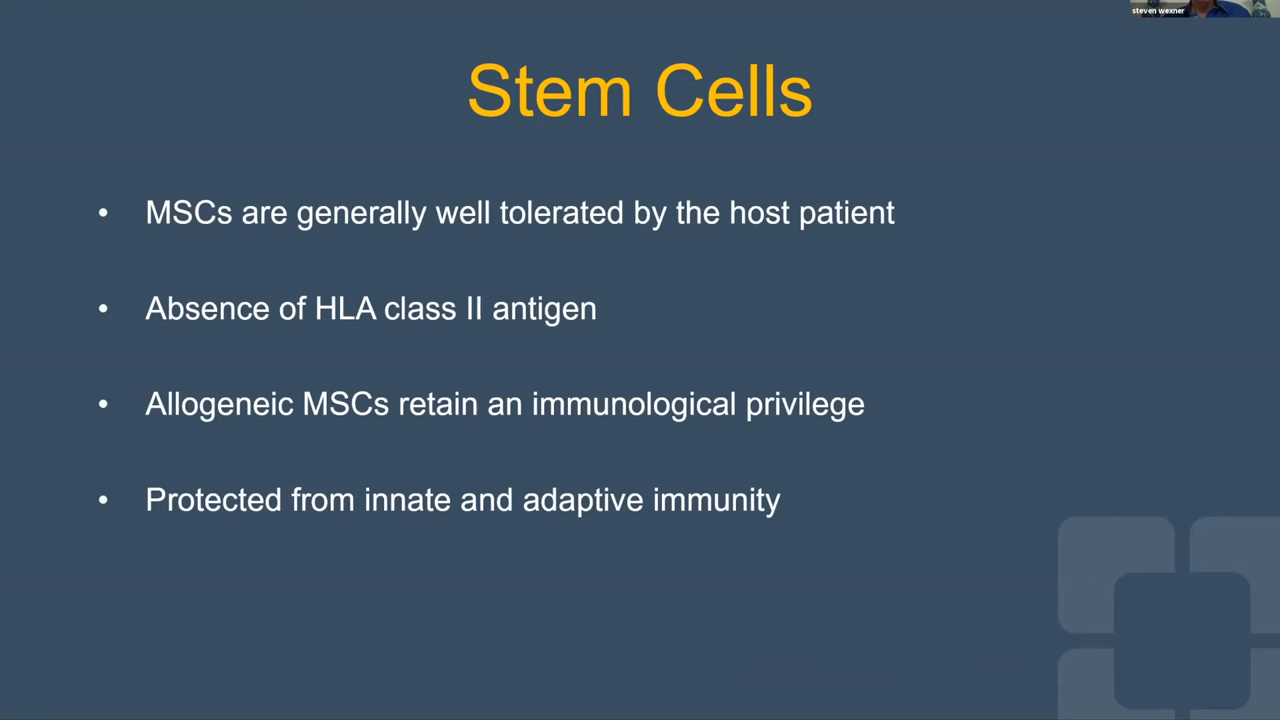 steven wexner
Stem Cells
• MSCs are generally well tolerated by the host patient
• Absence of HLA class II antigen
• Allogeneic MSCs retain an immunological privilege
• Protected from innate and adaptive immunity